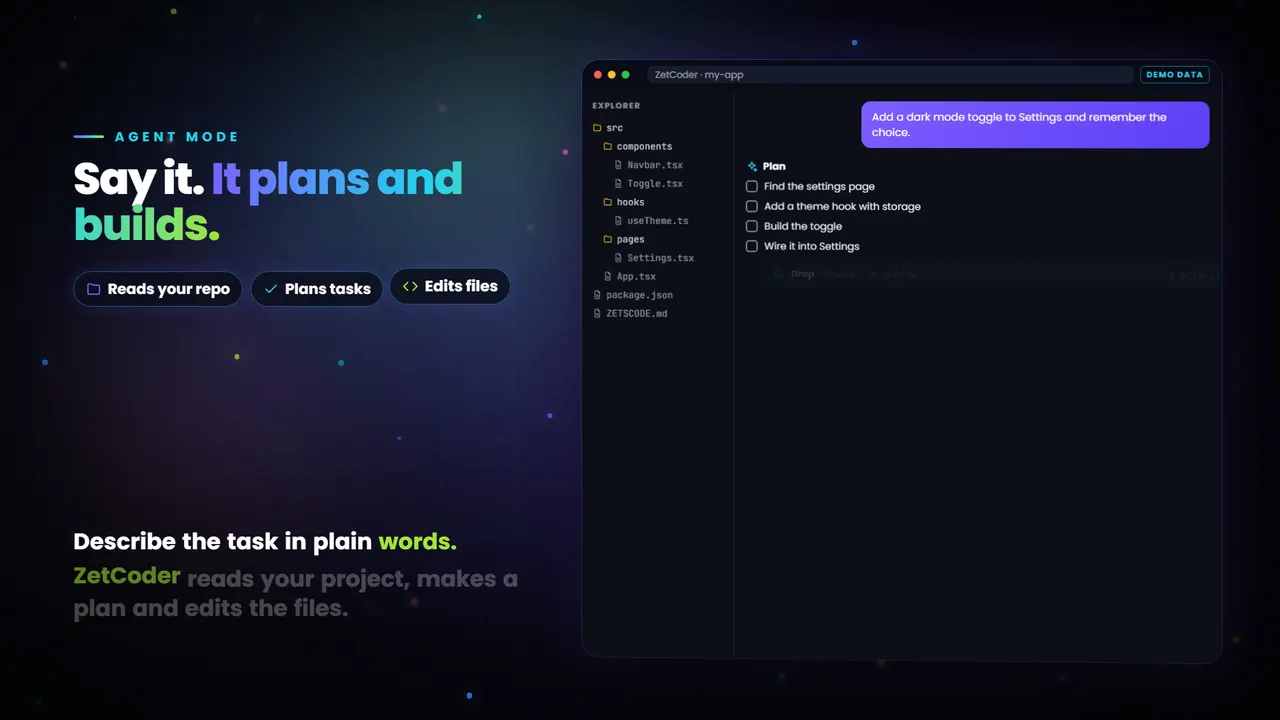 AGENT MODE
Say it. It plans and
builds.
Reads your repo
Plans tasks
Edits files
Describe the task in plain words.
ZetCoder reads your project, makes a
plan and edits the files.
ZetCoder · my-app
DEMO DATA
EXPLORER
src
components
Navbar.tsx
Toggle.tsx
hooks
useTheme.ts
pages
Settings.tsx
App.tsx
package.json
ZETSCODE.md
Add a dark mode toggle to Settings and remember the
choice.
Plan
Find the settings page
Add a theme hook with storage
Build the toggle
Wire it into Settings
Grep